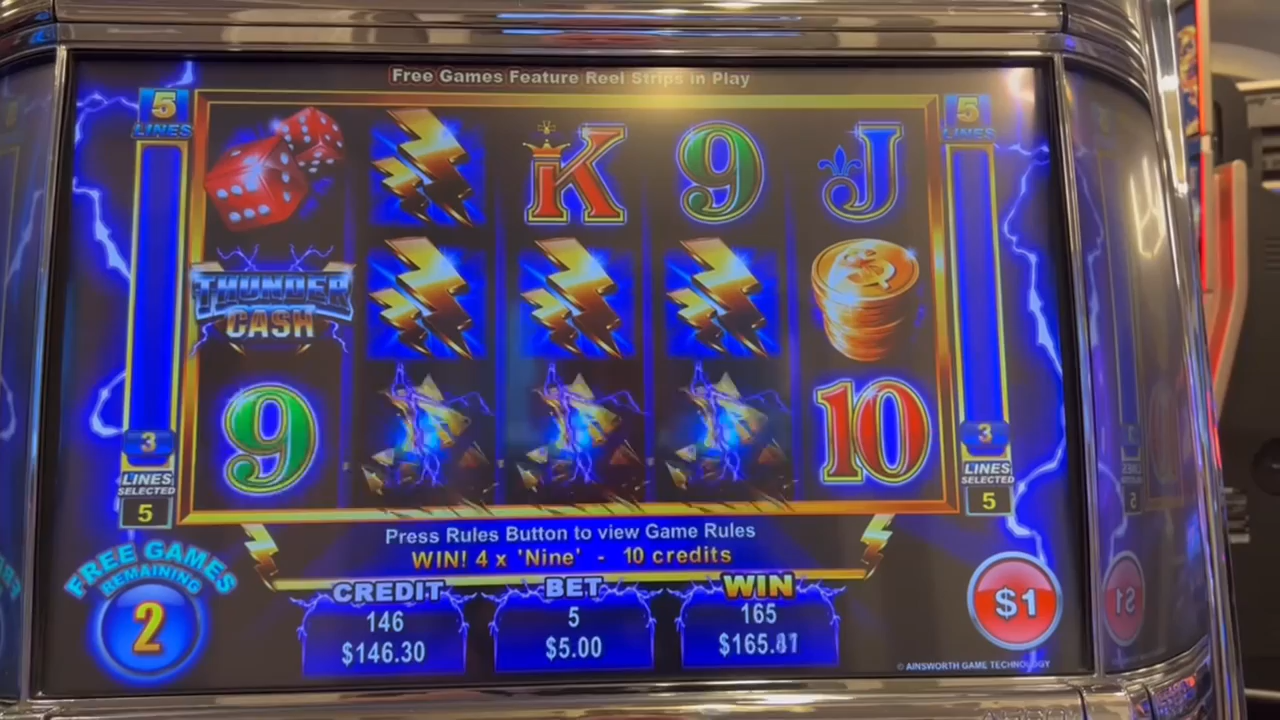 Free Games Feature Reel Strips in Play
5
LINES
K
9
J
5
LINES
THUNDER
CASH
9
10
3
LINES
SELECTED
5
3
LINES
SELECTED
5
Press Rules Button to view Game Rules
WIN! 4 x 'Nine' - 10 credits
FREE GAMES
REMAINING
2
CREDIT
146
$146.30
BET
5
$5.00
WIN
165
$1
© AINSWORTH GAME TECHNOLOGY